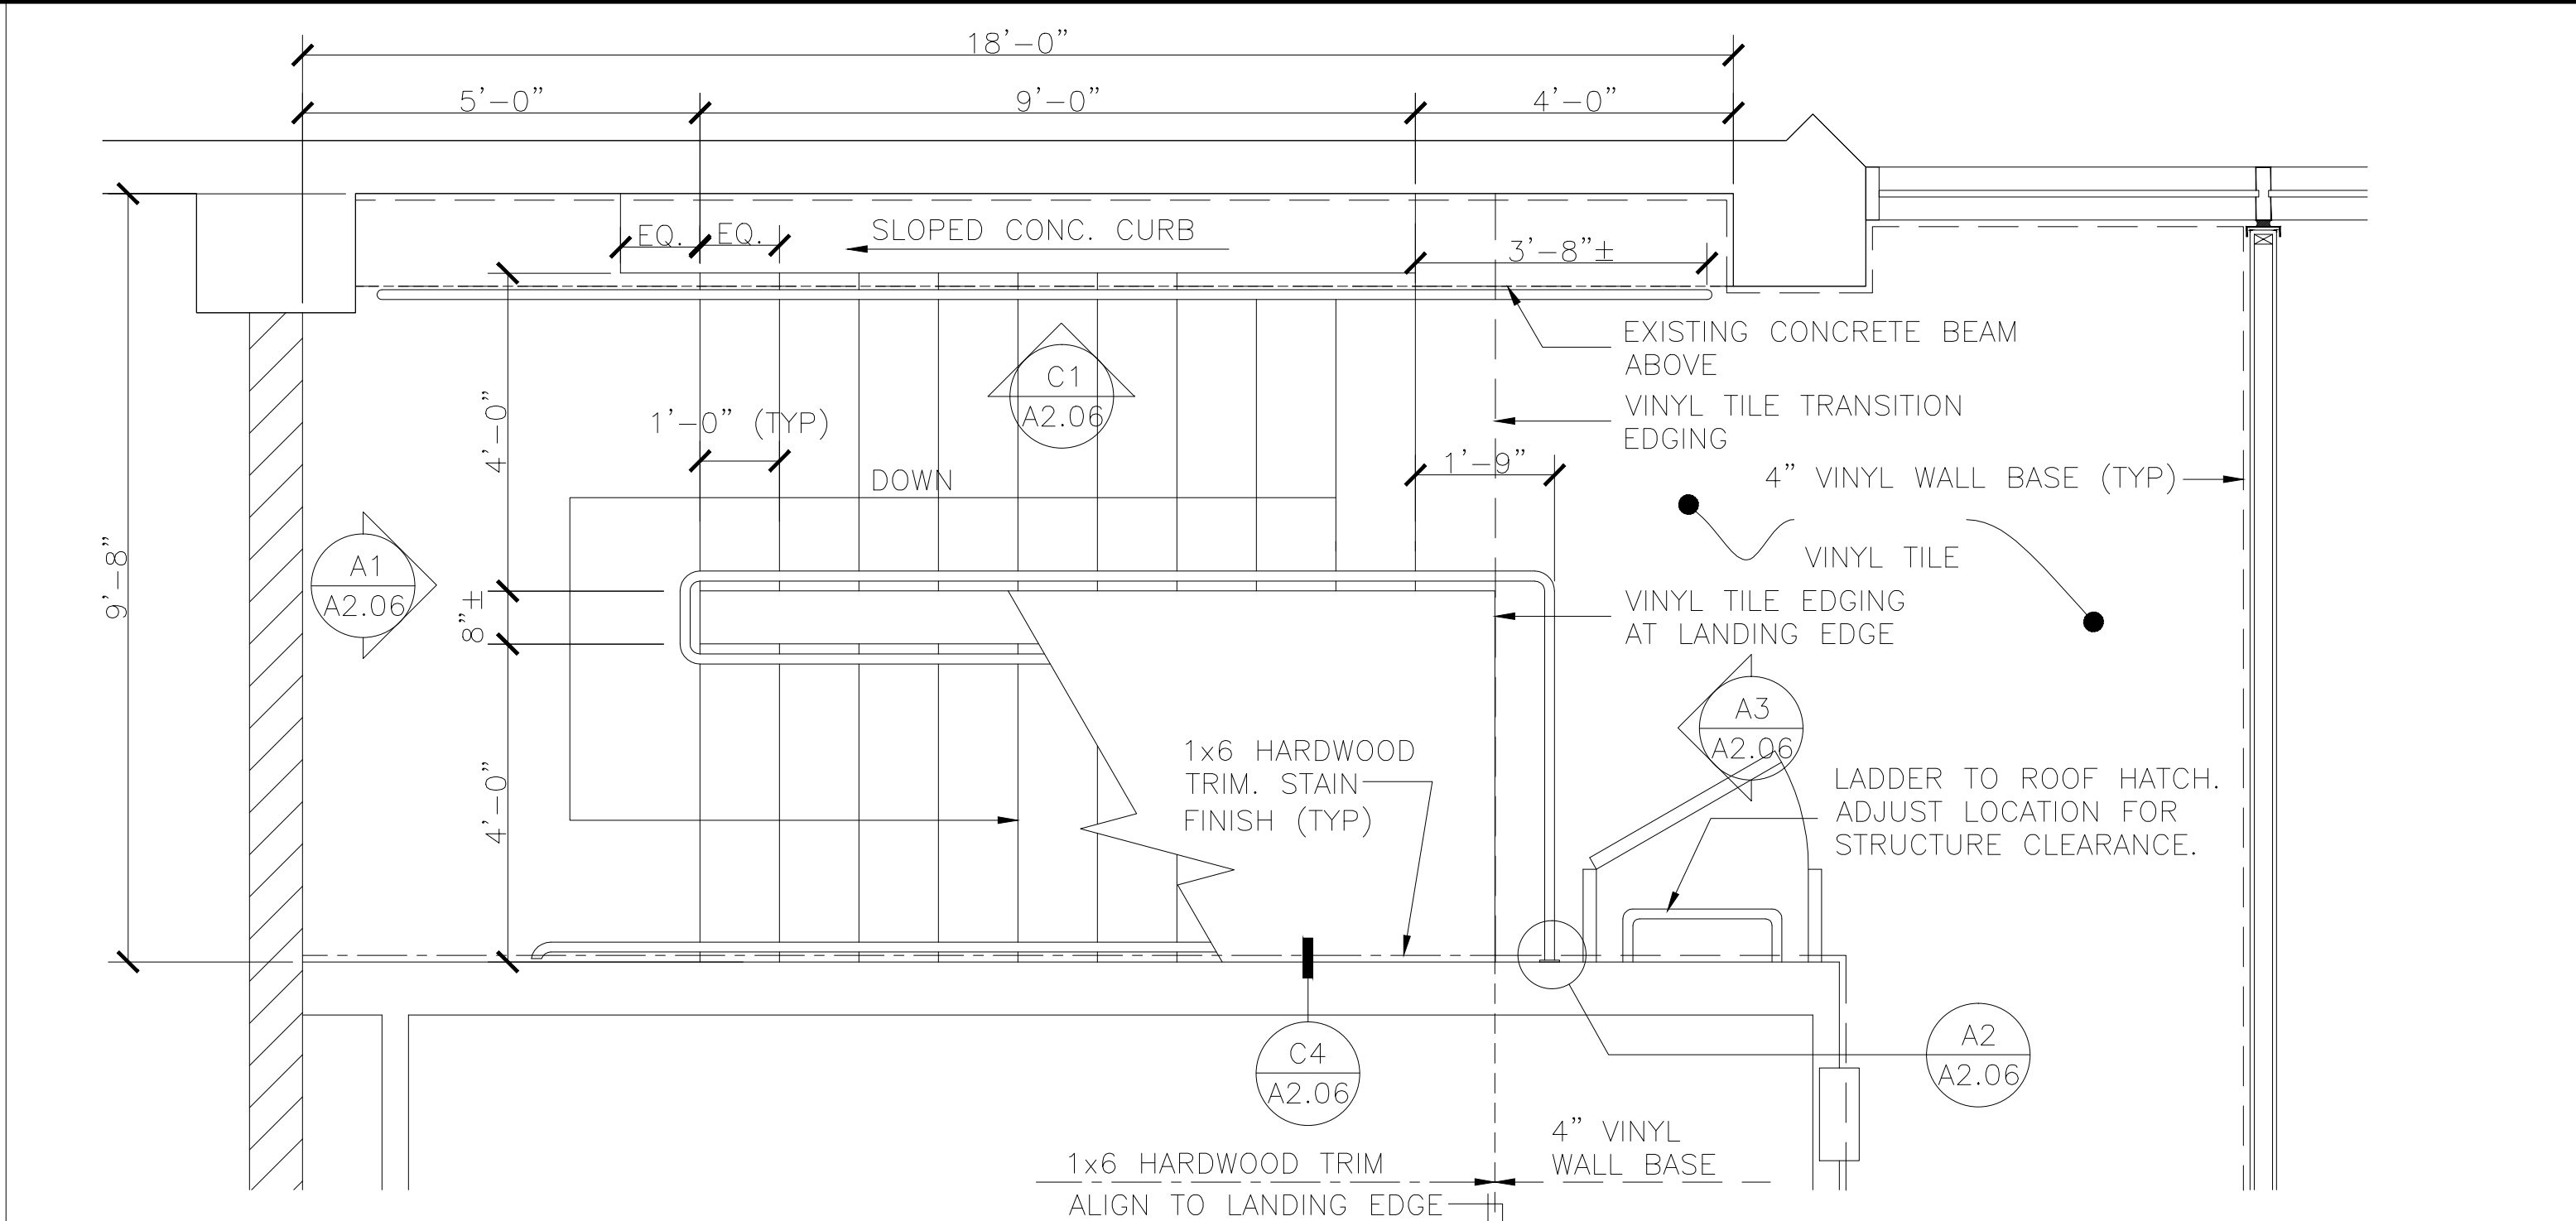 18'-0"
5'-0"
9'-0"
4'-0"
EQ.
EQ.
SLOPED CONC. CURB
3'-8"±
EXISTING CONCRETE BEAM
ABOVE
C1
A2.06
4'-0"
1'-0" (TYP)
VINYL TILE TRANSITION
EDGING
1'-9"
DOWN
4" VINYL WALL BASE (TYP)
9'-8"
A1
A2.06
VINYL TILE
8"±
VINYL TILE EDGING
AT LANDING EDGE
A3
A2.06
4'-0"
1x6 HARDWOOD
TRIM. STAIN
FINISH (TYP)
LADDER TO ROOF HATCH.
ADJUST LOCATION FOR
STRUCTURE CLEARANCE.
C4
A2.06
A2
A2.06
4" VINYL
WALL BASE
1x6 HARDWOOD TRIM
ALIGN TO LANDING EDGE